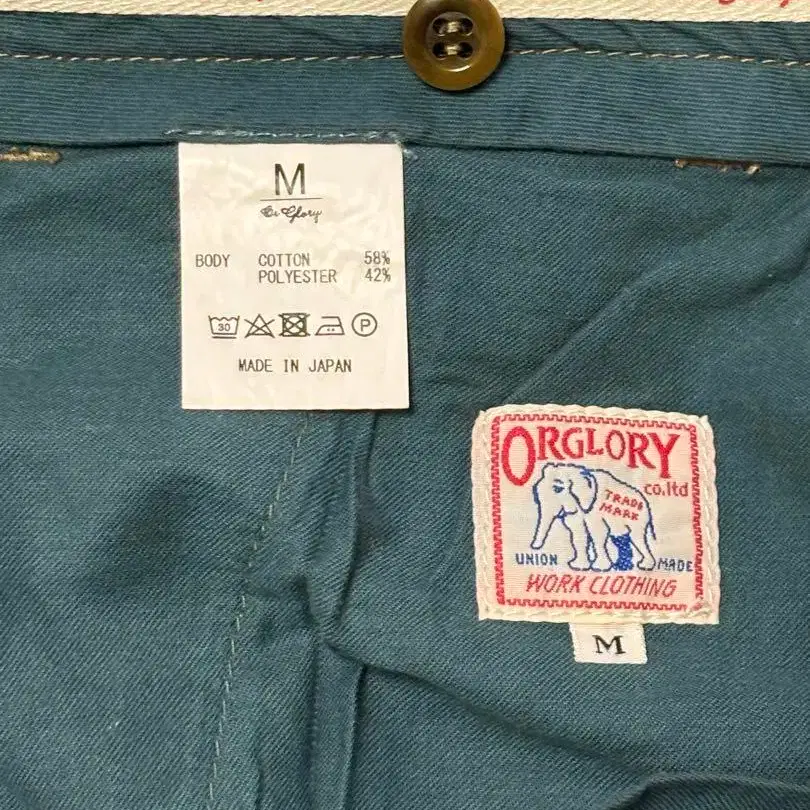 M
Or Glory
BODY COTTON 58%
POLYESTER 42%
30
P
MADE IN JAPAN
ORGLORY
co.ltd
TRADE
MARK
UNION MADE
WORK CLOTHING
M